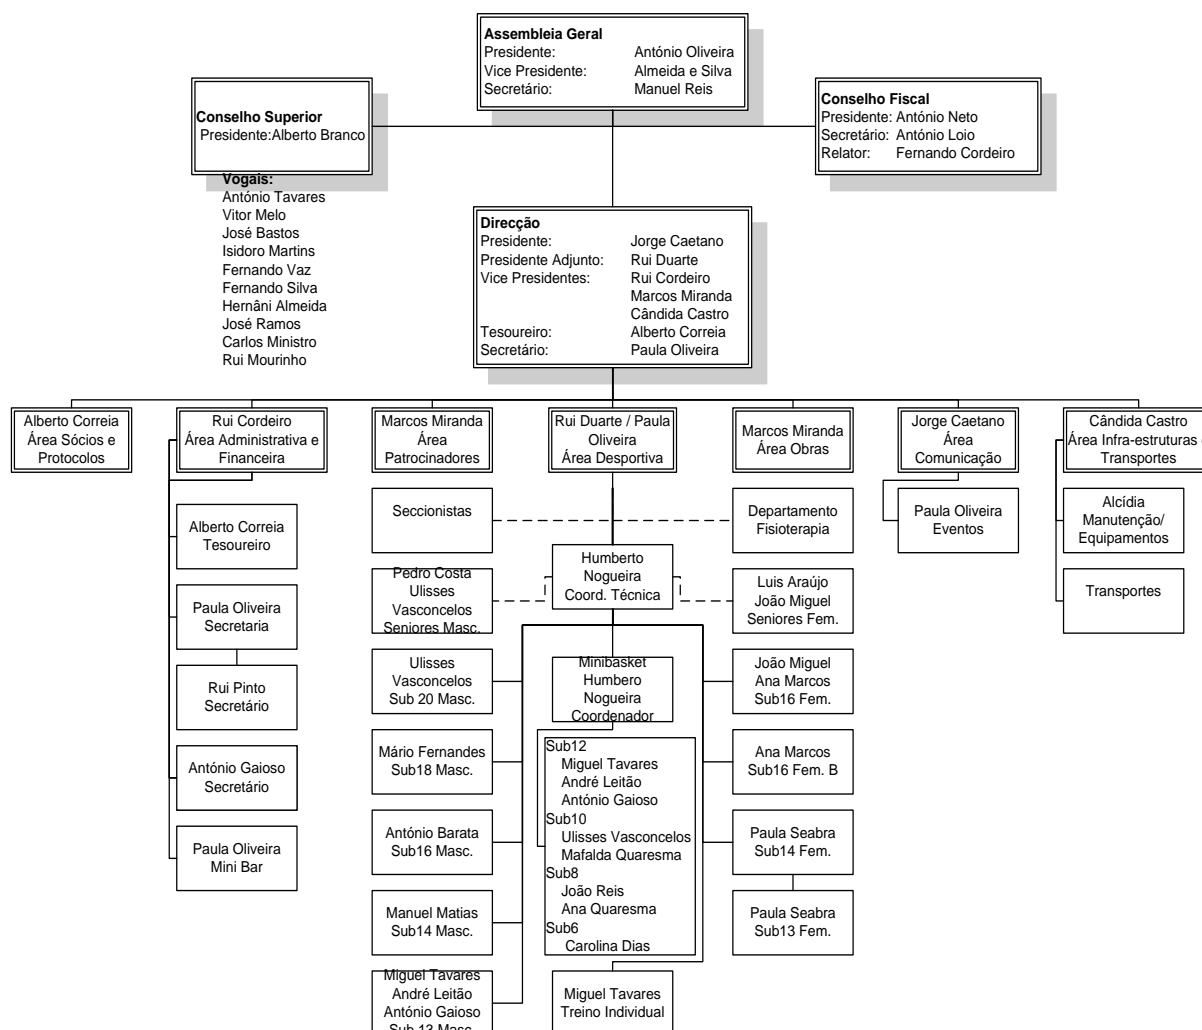 Assembleia Geral
Presidente: António Oliveira
Vice Presidente: Almeida e Silva
Secretário: Manuel Reis
Conselho Superior
Presidente:Alberto Branco
Conselho Fiscal
Presidente: António Neto
Secretário: António Loio
Relator: Fernando Cordeiro
Vogais:
António Tavares
Vitor Melo
José Bastos
Isidoro Martins
Fernando Vaz
Fernando Silva
Hernâni Almeida
José Ramos
Carlos Ministro
Rui Mourinho
Direcção
Presidente: Jorge Caetano
Presidente Adjunto: Rui Duarte
Vice Presidentes: Rui Cordeiro
Marcos Miranda
Cândida Castro
Tesoureiro: Alberto Correia
Secretário: Paula Oliveira
Alberto Correia
Área Sócios e
Protocolos
Rui Cordeiro
Área Administrativa e
Financeira
Marcos Miranda
Área
Patrocinadores
Rui Duarte / Paula
Oliveira
Área Desportiva
Marcos Miranda
Área Obras
Jorge Caetano
Área
Comunicação
Cândida Castro
Área Infra-estruturas e
Transportes
Alberto Correia
Tesoureiro
Paula Oliveira
Secretaria
Rui Pinto
Secretário
António Gaioso
Secretário
Paula Oliveira
Mini Bar
Seccionistas
Pedro Costa
Ulisses
Vasconcelos
Seniores Masc.
Ulisses
Vasconcelos
Sub 20 Masc.
Mário Fernandes
Sub18 Masc.
António Barata
Sub16 Masc.
Manuel Matias
Sub14 Masc.
Miguel Tavares
André Leitão
António Gaioso
Sub 13 Masc.
Humberto
Nogueira
Coord. Técnica
Minibasket
Humbero
Nogueira
Coordenador
Sub12
Miguel Tavares
André Leitão
António Gaioso
Sub10
Ulisses Vasconcelos
Mafalda Quaresma
Sub8
João Reis
Ana Quaresma
Sub6
Carolina Dias
Miguel Tavares
Treino Individual
Departamento
Fisioterapia
Luis Araújo
João Miguel
Seniores Fem.
João Miguel
Ana Marcos
Sub16 Fem.
Ana Marcos
Sub16 Fem. B
Paula Seabra
Sub14 Fem.
Paula Seabra
Sub13 Fem.
Paula Oliveira
Eventos
Alcídia
Manutenção/
Equipamentos
Transportes